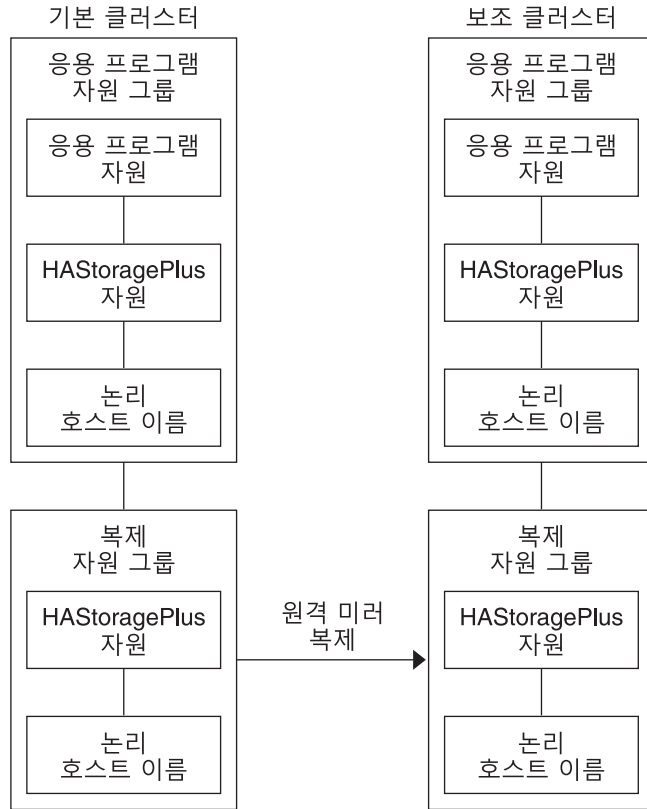 기본 클러스터
응용 프로그램
자원 그룹
응용 프로그램
자원
HAStoragePlus
자원
논리
호스트 이름
복제
자원 그룹
HAStoragePlus
자원
논리
호스트 이름
원격 미러
복제
보조 클러스터
응용 프로그램
자원 그룹
응용 프로그램
자원
HAStoragePlus
자원
논리
호스트 이름
복제
자원 그룹
HAStoragePlus
자원
논리
호스트 이름